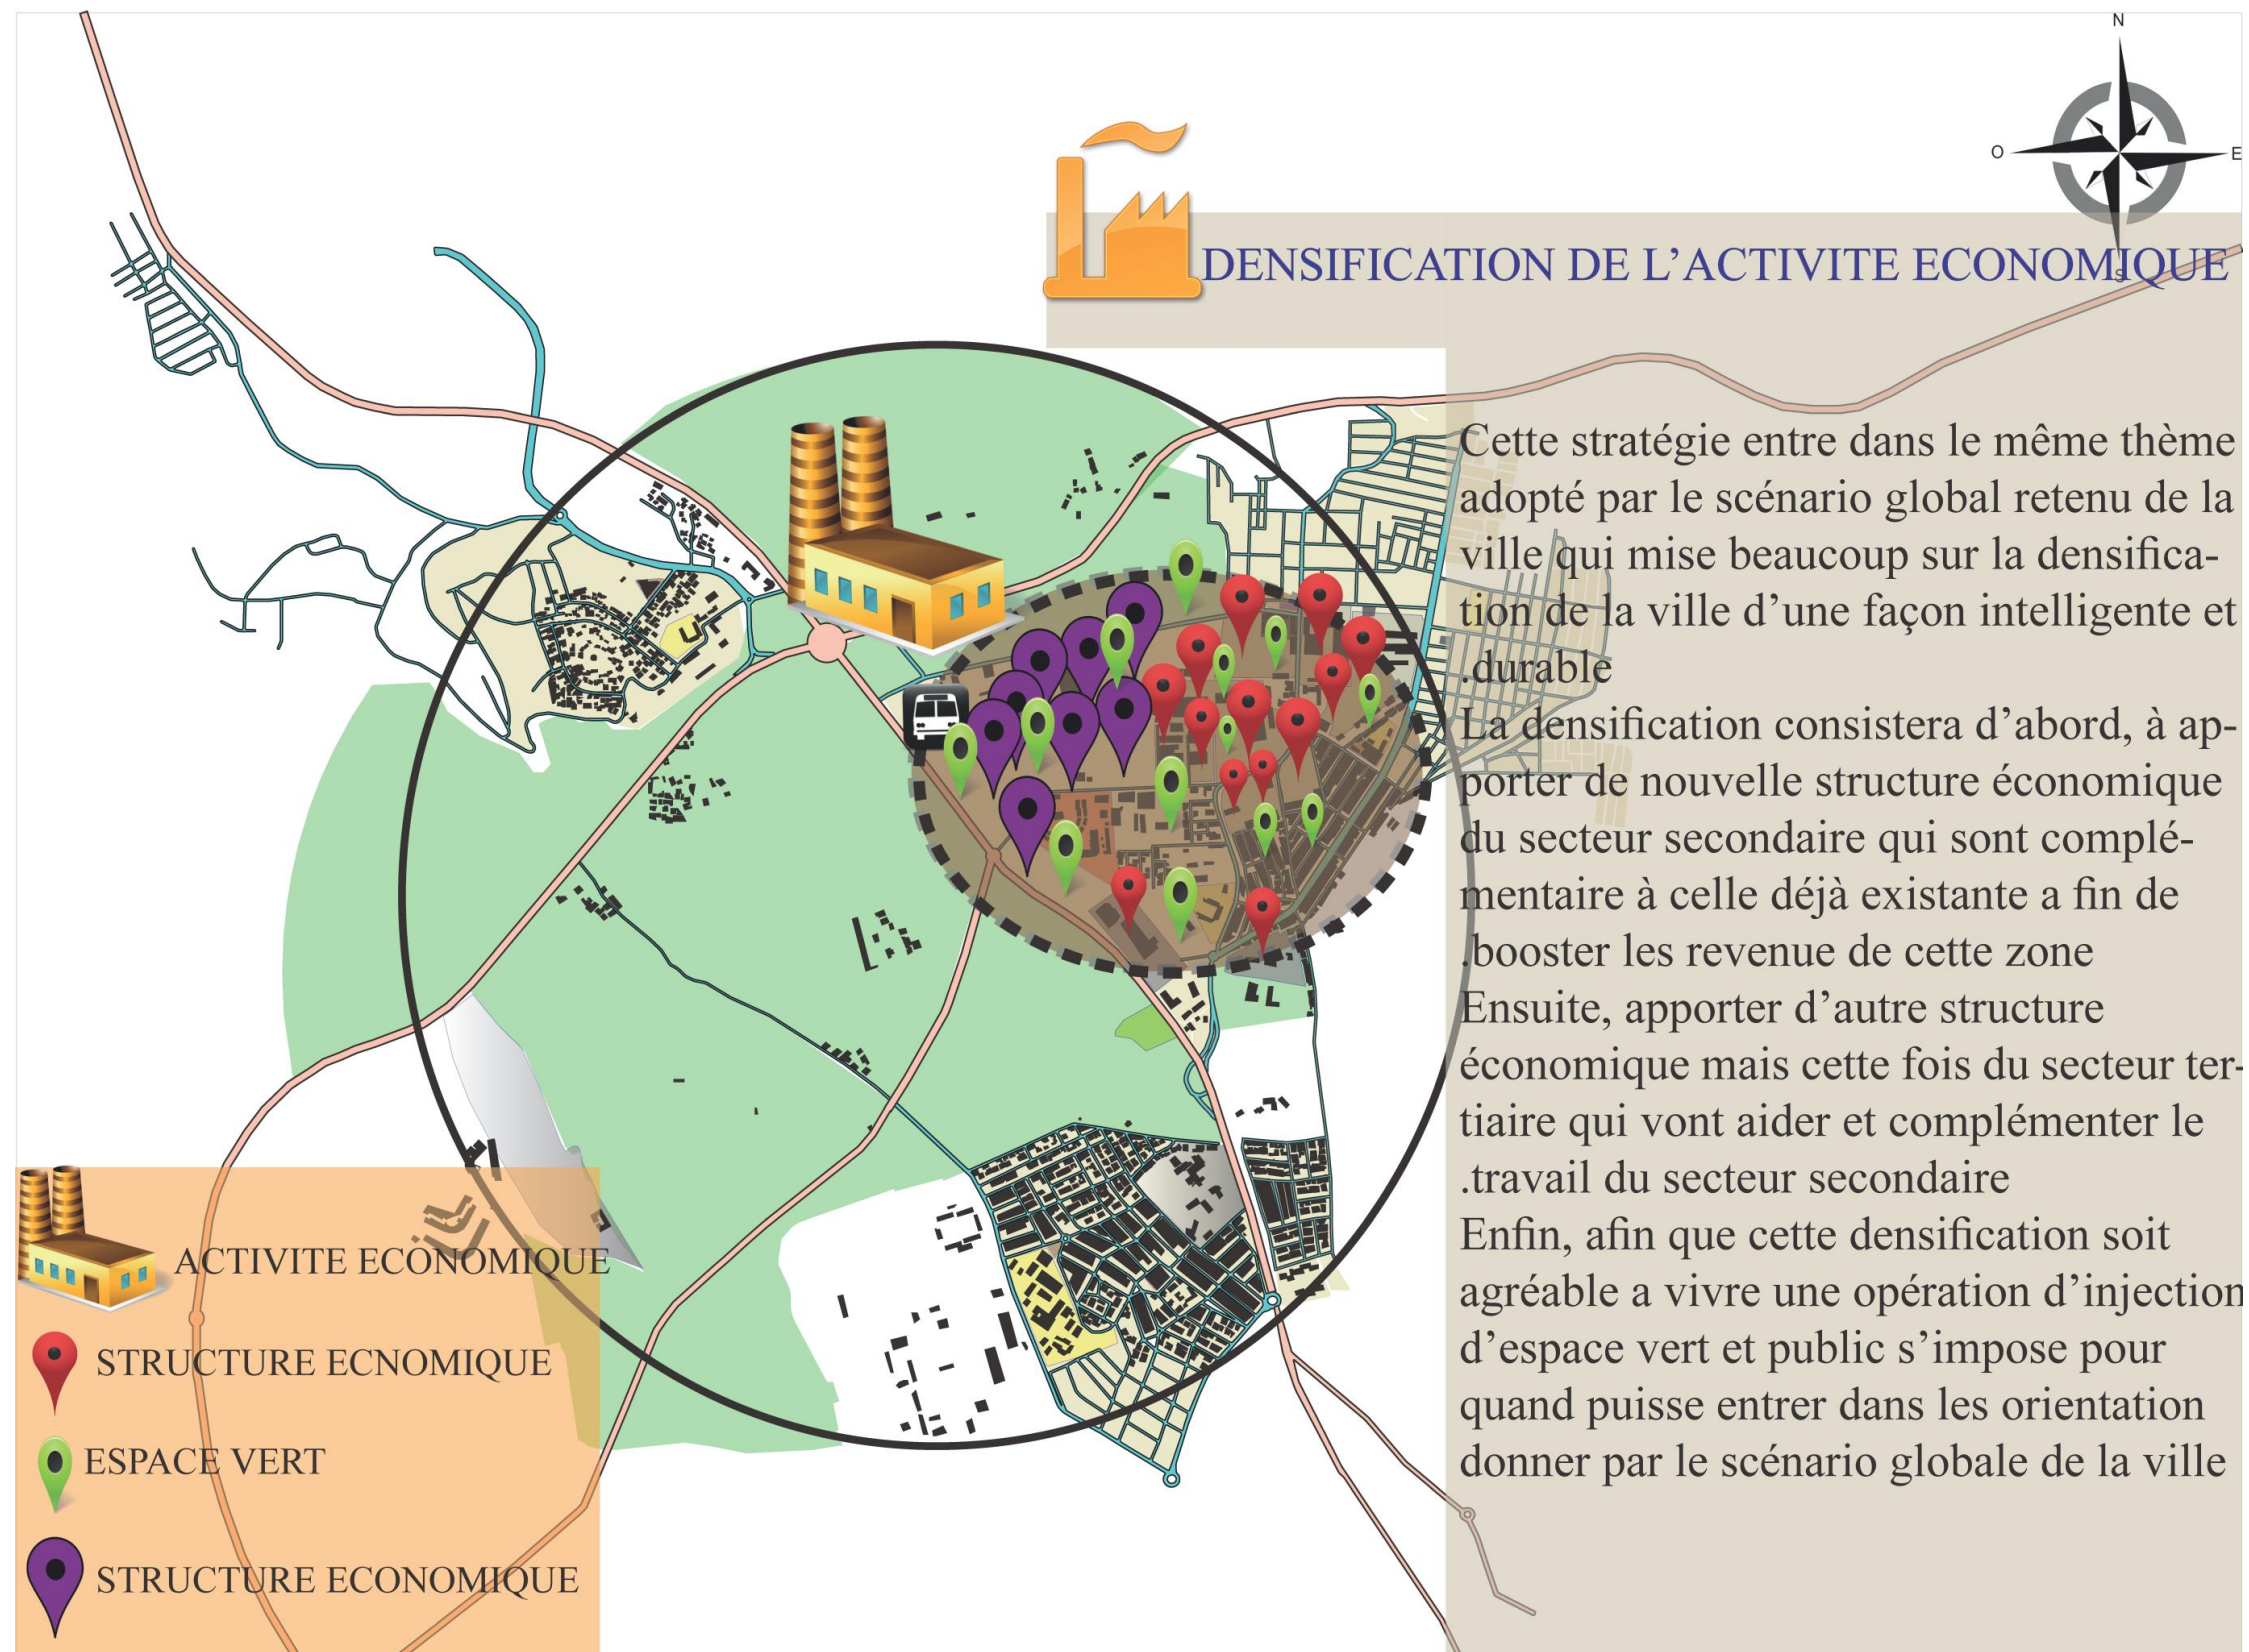 N
O
E
S
DENSIFICATION DE L’ACTIVITE ECONOMIQUE
Cette stratégie entre dans le même thème
adopté par le scénario global retenu de la
ville qui mise beaucoup sur la densifica-
tion de la ville d’une façon intelligente et
.durable
La densification consistera d’abord, à ap-
porter de nouvelle structure économique
du secteur secondaire qui sont complé-
mentaire à celle déjà existante a fin de
.booster les revenue de cette zone
Ensuite, apporter d’autre structure
économique mais cette fois du secteur ter-
tiaire qui vont aider et complémenter le
.travail du secteur secondaire
Enfin, afin que cette densification soit
agréable a vivre une opération d’injection
d’espace vert et public s’impose pour
quand puisse entrer dans les orientation
donner par le scénario globale de la ville
ACTIVITE ECONOMIQUE
STRUCTURE ECNOMIQUE
ESPACE VERT
STRUCTURE ECONOMIQUE